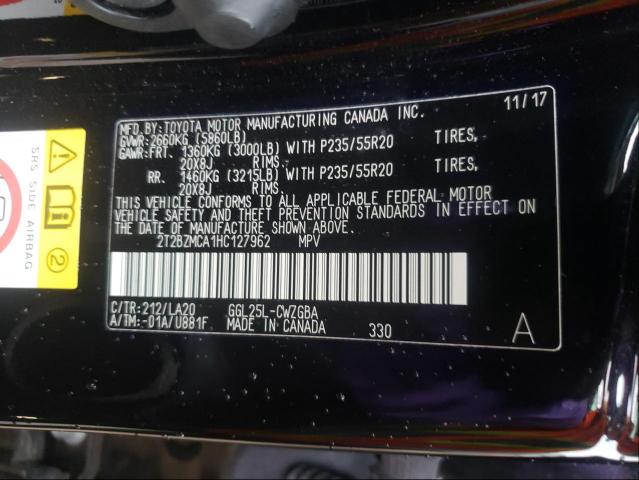 MFD. BY: TOYOTA MOTOR MANUFACTURING CANADA INC. 11/17
GVWR: 2660KG (5860LB)
GAWR: FRT. 1360KG (3000LB) WITH P235/55R20 TIRES,
20X8J RIMS.
RR. 1460KG (3215LB) WITH P235/55R20 TIRES,
20X8J RIMS.
THIS VEHICLE CONFORMS TO ALL APPLICABLE FEDERAL MOTOR
VEHICLE SAFETY AND THEFT PREVENTION STANDARDS IN EFFECT ON
THE DATE OF MANUFACTURE SHOWN ABOVE.
2T2BZMCA1HC127962 MPV
C/TR: 212/LA20 GGL25L-CWZGBA
A/TM: -01A/U881F MADE IN CANADA 330 A
SRS SIDE AIRBAG
2